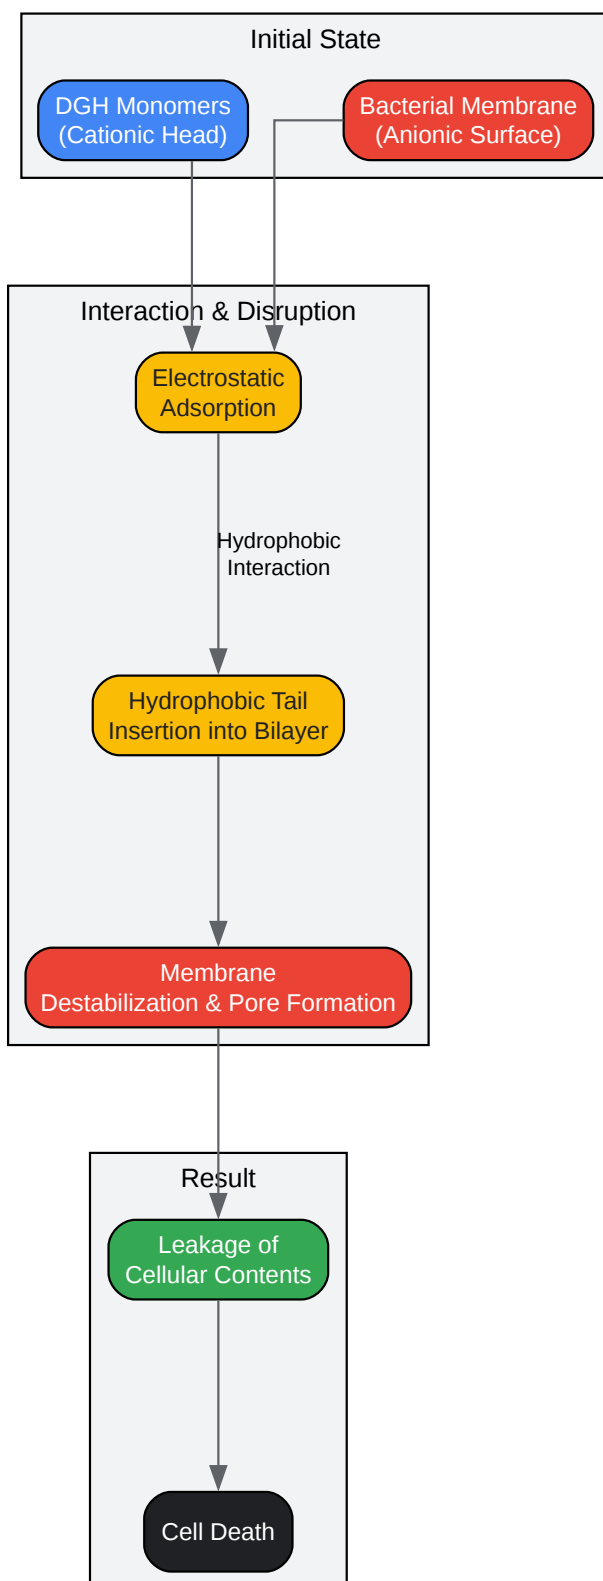 Initial State
DGH Monomers
(Cationic Head)
Bacterial Membrane
(Anionic Surface)
Interaction & Disruption
Electrostatic
Adsorption
Hydrophobic
Interaction
Hydrophobic Tail
Insertion into Bilayer
Membrane
Destabilization & Pore Formation
Result
Leakage of
Cellular Contents
Cell Death